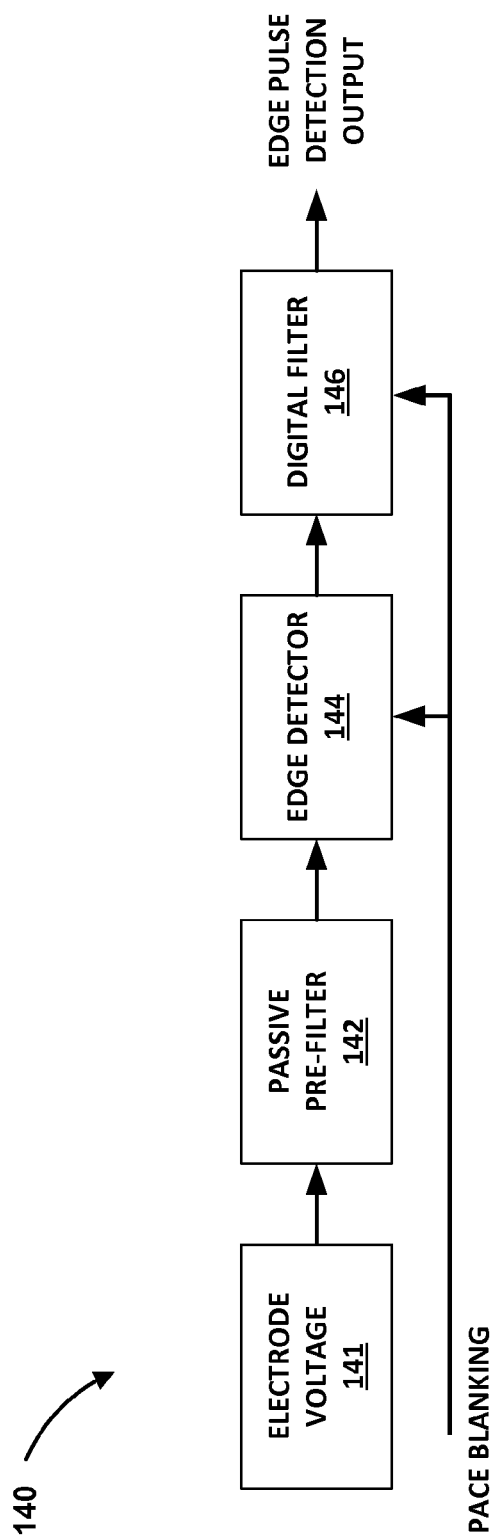 140
ELECTRODE
VOLTAGE
141
PASSIVE
PRE-FILTER
142
EDGE DETECTOR
144
DIGITAL FILTER
146
EDGE PULSE
DETECTION
OUTPUT
PACE BLANKING